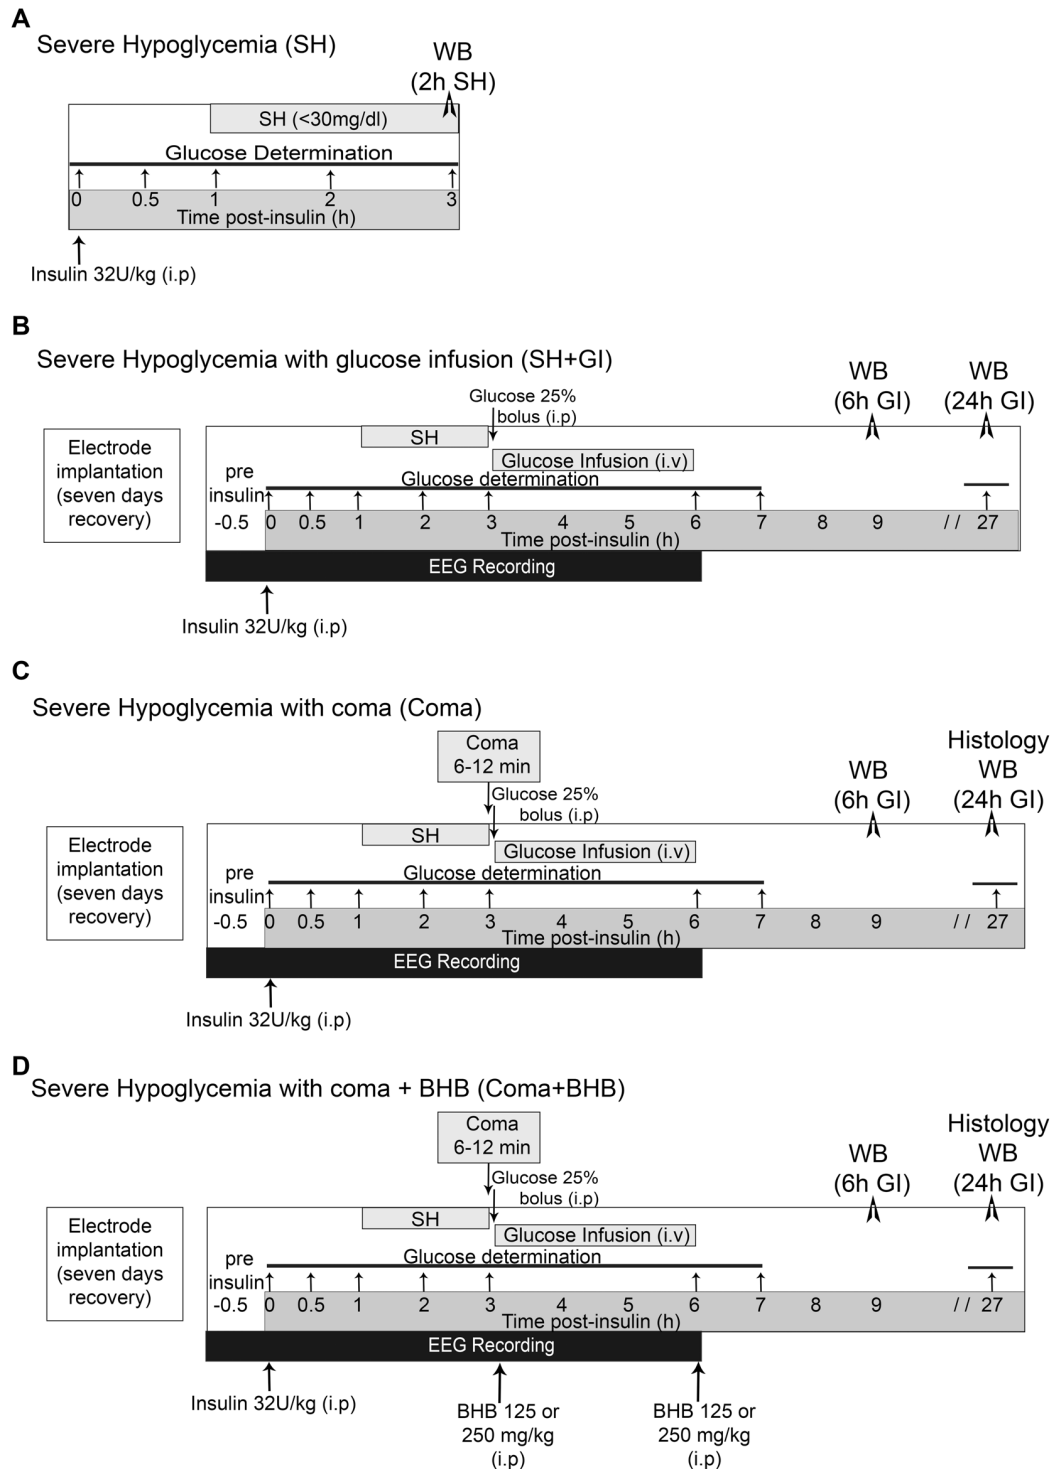 A
Severe Hypoglycemia (SH)
WB
(2h SH)
SH (<30mg/dl)
Glucose Determination
0 0.5 1 2 3
Time post-insulin (h)
Insulin 32U/kg (i.p)
B
Severe Hypoglycemia with glucose infusion (SH+GI)
WB
(6h GI)
WB
(24h GI)
Glucose 25%
bolus (i.p)
Electrode
implantation
(seven days
recovery)
SH
Glucose Infusion (i.v)
Glucose determination
pre
insulin
-0.5 0 0.5 1 2 3 4 5 6 7 8 9 // 27
Time post-insulin (h)
EEG Recording
Insulin 32U/kg (i.p)
C
Severe Hypoglycemia with coma (Coma)
Coma
6-12 min
WB
(6h GI)
Histology
WB
(24h GI)
Glucose 25%
bolus (i.p)
Electrode
implantation
(seven days
recovery)
SH
Glucose Infusion (i.v)
Glucose determination
pre
insulin
-0.5 0 0.5 1 2 3 4 5 6 7 8 9 // 27
Time post-insulin (h)
EEG Recording
Insulin 32U/kg (i.p)
D
Severe Hypoglycemia with coma + BHB (Coma+BHB)
Coma
6-12 min
WB
(6h GI)
Histology
WB
(24h GI)
Glucose 25%
bolus (i.p)
Electrode
implantation
(seven days
recovery)
SH
Glucose Infusion (i.v)
Glucose determination
pre
insulin
-0.5 0 0.5 1 2 3 4 5 6 7 8 9 // 27
Time post-insulin (h)
EEG Recording
Insulin 32U/kg (i.p)
BHB 125 or
250 mg/kg
(i.p)
BHB 125 or
250 mg/kg
(i.p)